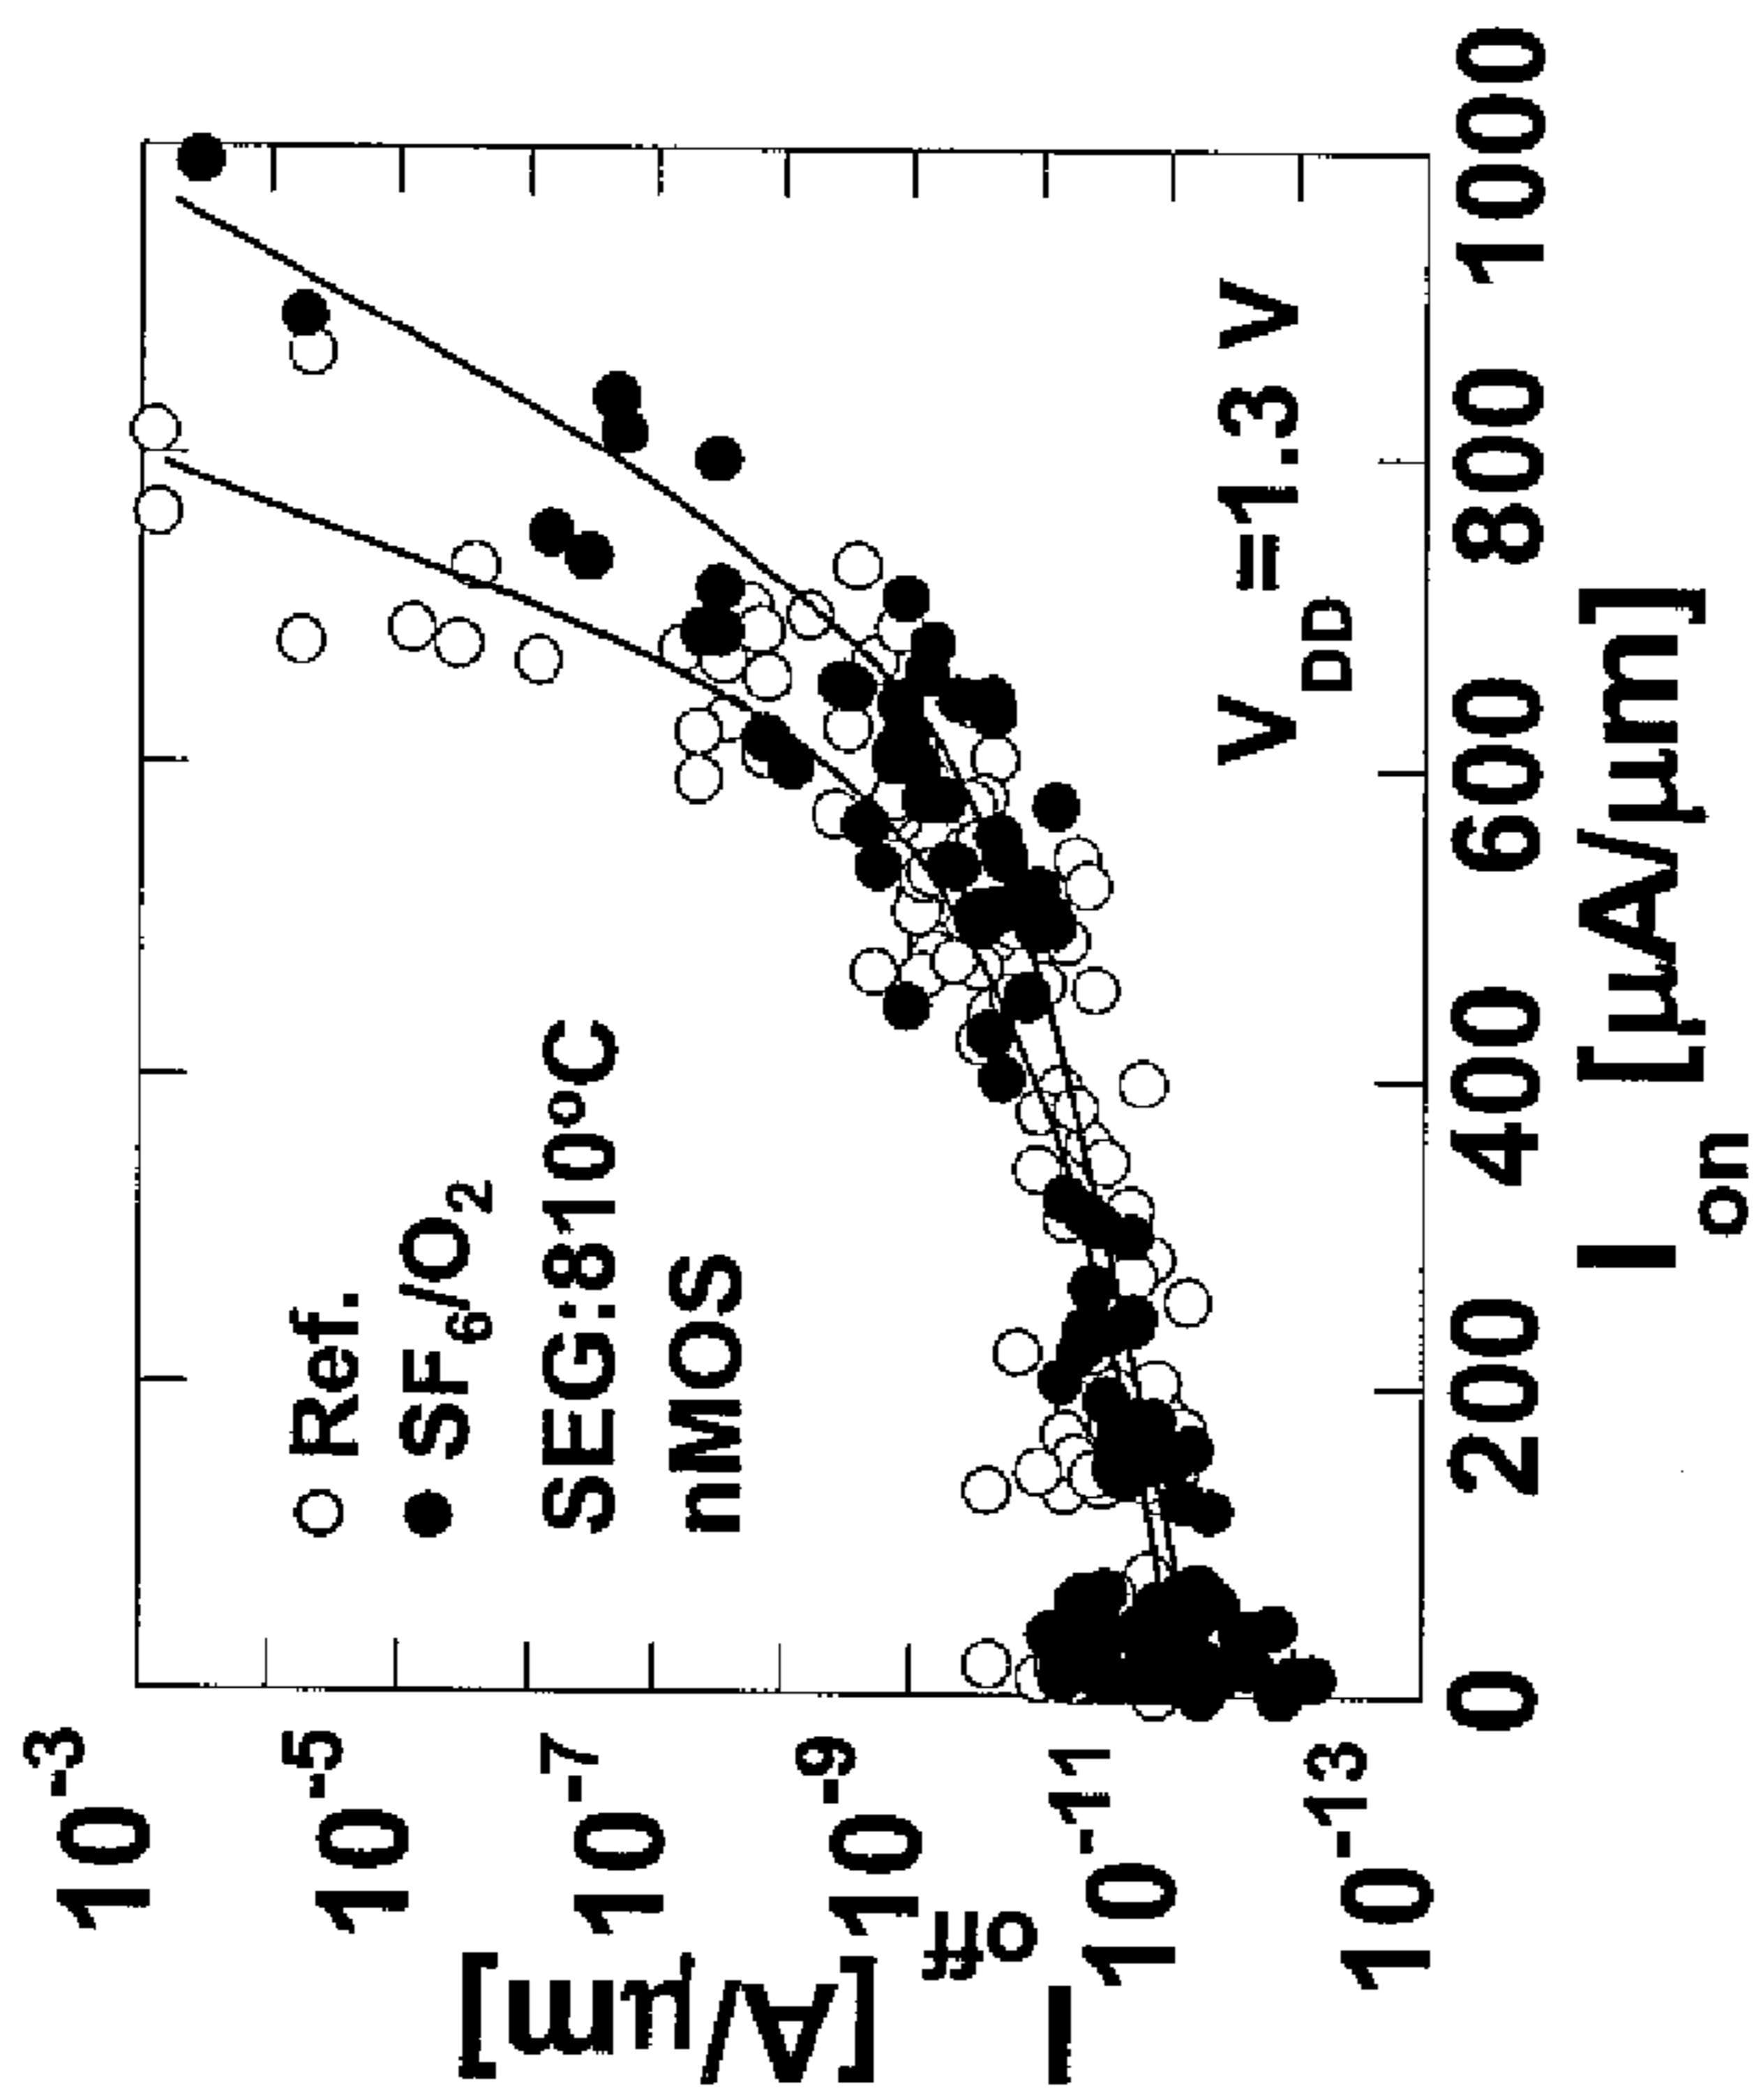 10-3
10-5
10-7
10-9
10-11
10-13
Ioff [A/µm]
Ref.
SF6/O2
SEG:810°C
nMOS
VDD=1.3 V
0 200 400 600 800 1000
Ion [µA/µm]